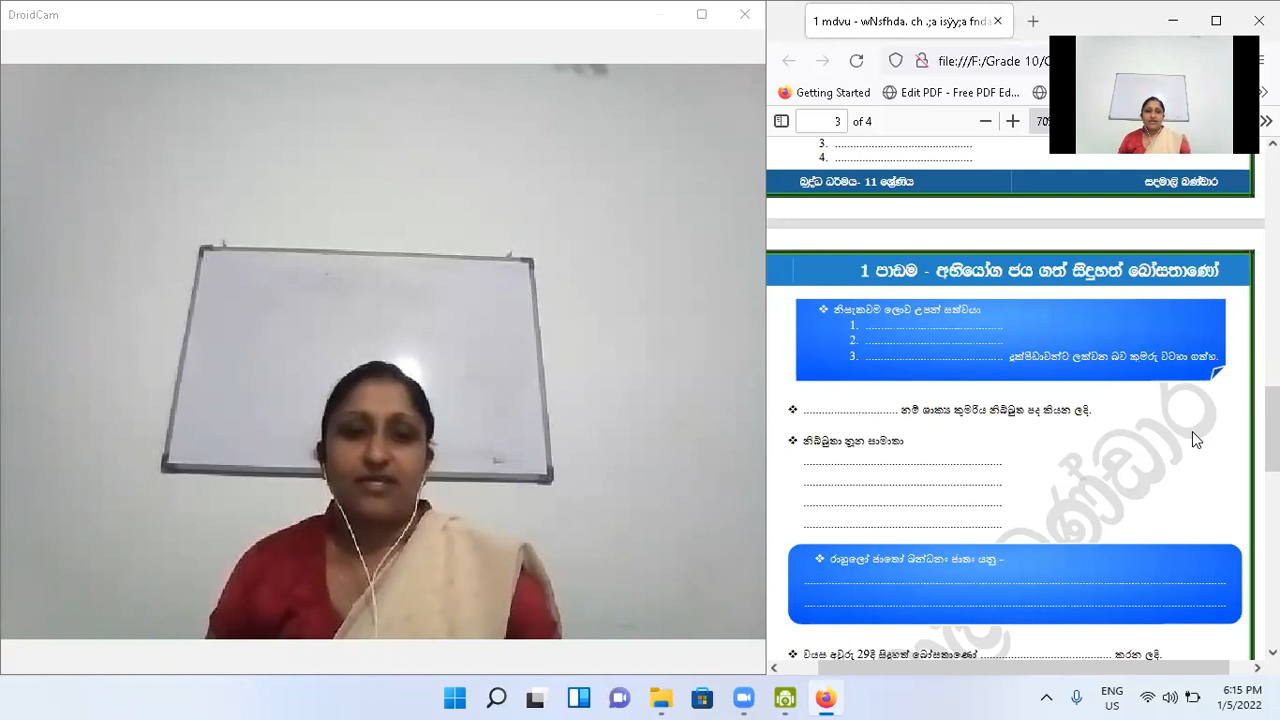 DroidCam
1 mdvu - wNsfhda. ch .;a isÿy;a fnda
file:///F:/Grade 10/
Getting Started
Edit PDF - Free PDF Ed...
3 of 4
3. ........................................
4. ........................................
බුද්ධ ධර්මය- 11 ශ්‍රේණිය
සදමාලි බණ්ඩාර
1 පාඩම - අභියෝග ජය ගත් සිදුහත් බෝසතාණෝ
නිසැකවම ලොව උපන් සත්වයා
1. ........................................
2. ........................................
3. ........................................ දුක්පීඩාවන්ට ලක්වන බව කුමරු වටහා ගත්හ.
........................... නම් ශාක්‍ය කුමරිය නිබ්බුත පද කියන ලදි.
නිබ්බුතා නූන සාමාතා
........................................
........................................
........................................
........................................
රාහුලෝ ජාතෝ බන්ධනං ජාතං යනු –
........................................
........................................
වයස අවුරු 29දී සිදුහත් බෝසතාණෝ .................................... කරන ලදි.
ENG
US
6:15 PM
1/5/2022